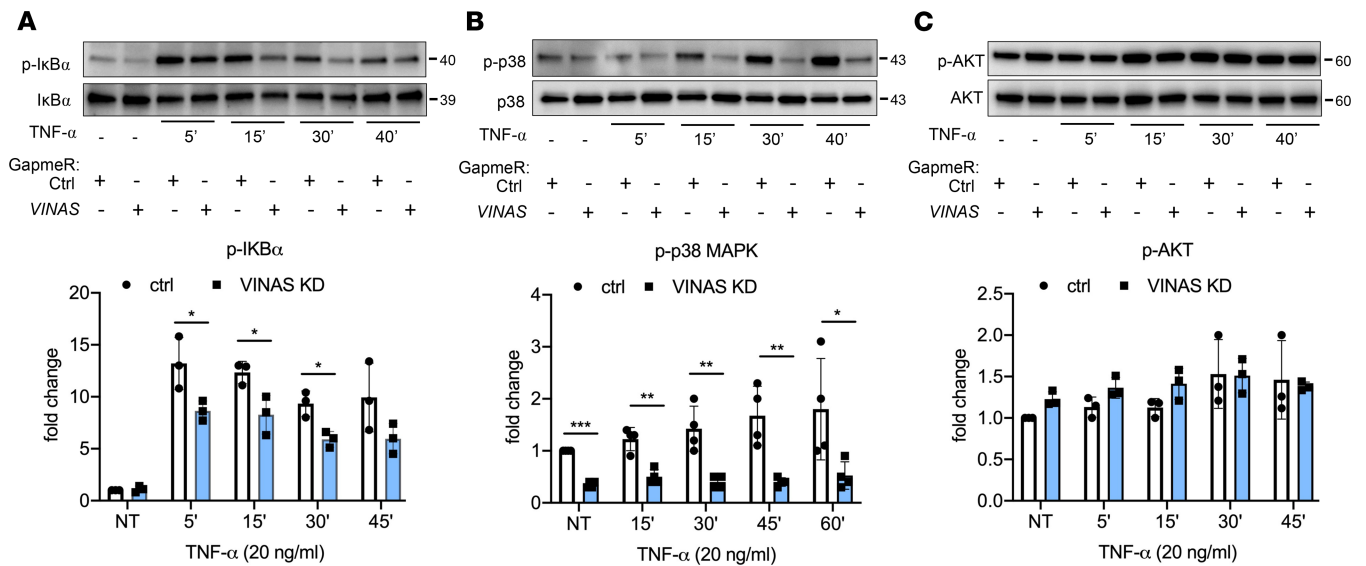 A
p-IκBα
40
IκBα
39
TNF-α - - 5' 15' 30' 40'
GapmeR:
Ctrl + - + - + - + - + -
VINAS - + - + - + - + - +
p-IKBα
ctrl VINAS KD
20
15
10
5
0
fold change
* * *
NT 5' 15' 30' 45'
TNF-α (20 ng/ml)
B
p-p38
43
p38
43
TNF-α - - 5' 15' 30' 40'
GapmeR:
Ctrl + - + - + - + - + -
VINAS - + - + - + - + - +
p-p38 MAPK
ctrl VINAS KD
4
3
2
1
0
fold change
*** ** ** ** *
NT 15' 30' 45' 60'
TNF-α (20 ng/ml)
C
p-AKT
60
AKT
60
TNF-α - - 5' 15' 30' 40'
GapmeR:
Ctrl + - + - + - + - + -
VINAS - + - + - + - + - +
p-AKT
ctrl VINAS KD
2.5
2.0
1.5
1.0
0.5
0.0
fold change
NT 5' 15' 30' 45'
TNF-α (20 ng/ml)